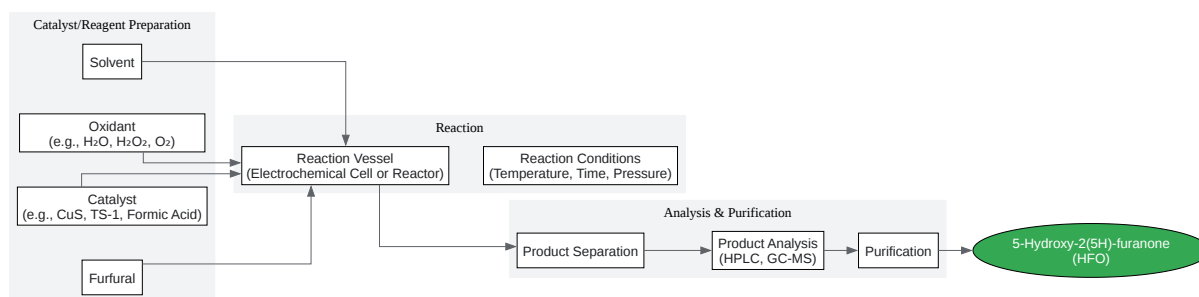 Catalyst/Reagent Preparation
Solvent
Oxidant
(e.g., H₂O, H₂O₂, O₂)
Catalyst
(e.g., CuS, TS-1, Formic Acid)
Furfural
Reaction
Reaction Vessel
(Electrochemical Cell or Reactor)
Reaction Conditions
(Temperature, Time, Pressure)
Analysis & Purification
Product Separation
Product Analysis
(HPLC, GC-MS)
Purification
5-Hydroxy-2(5H)-furanone
(HFO)